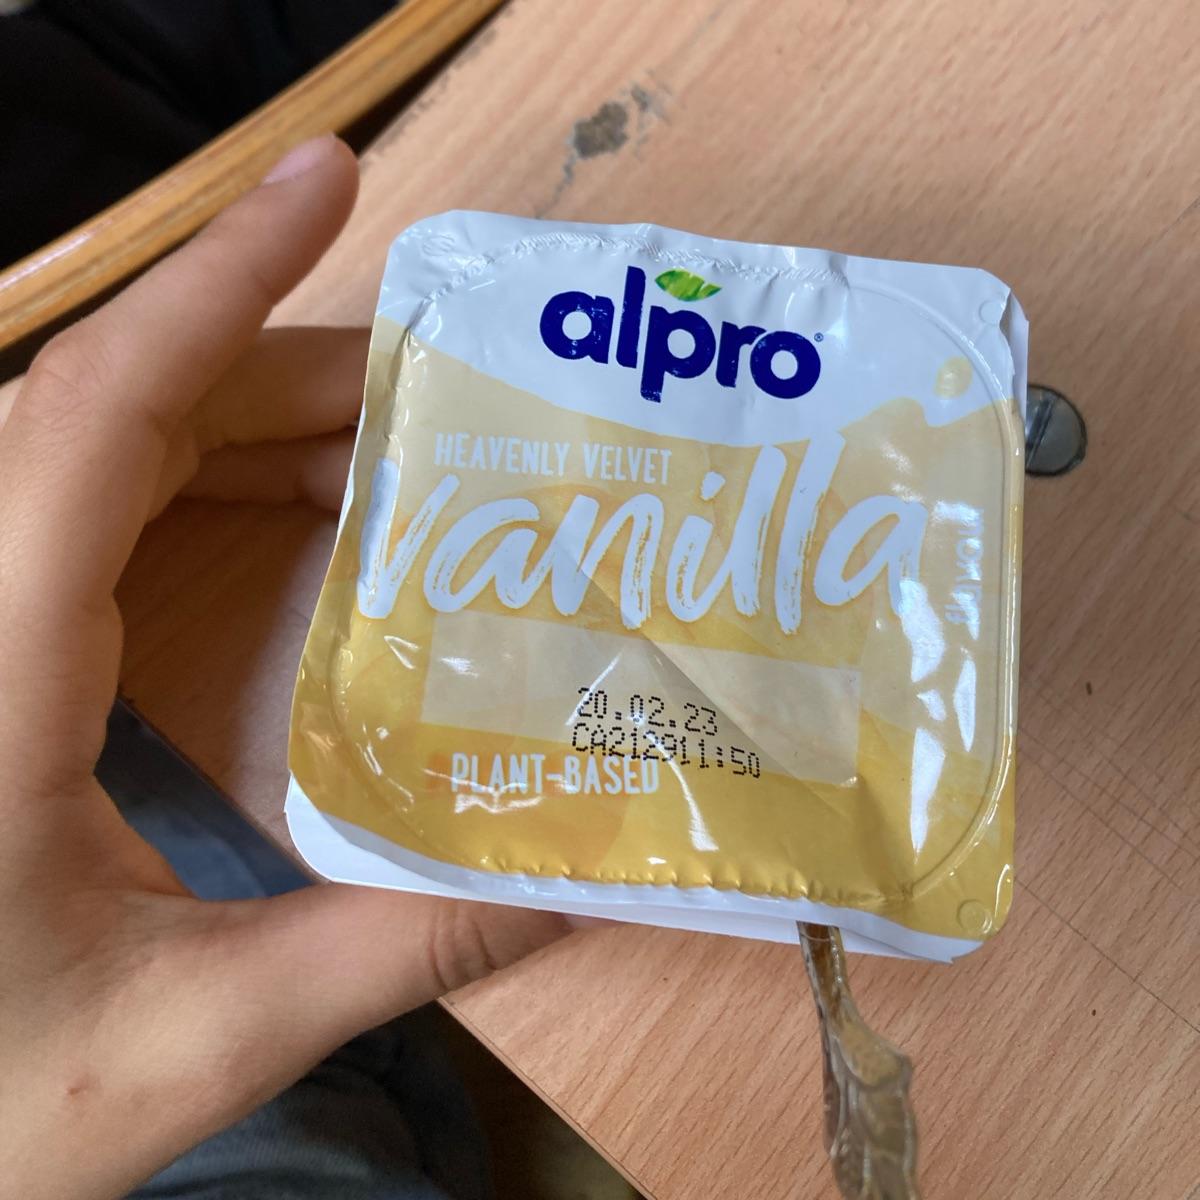 alpro®
HEAVENLY VELVET
vanilla
flavour
20.02.23
CA212911:50
PLANT-BASED